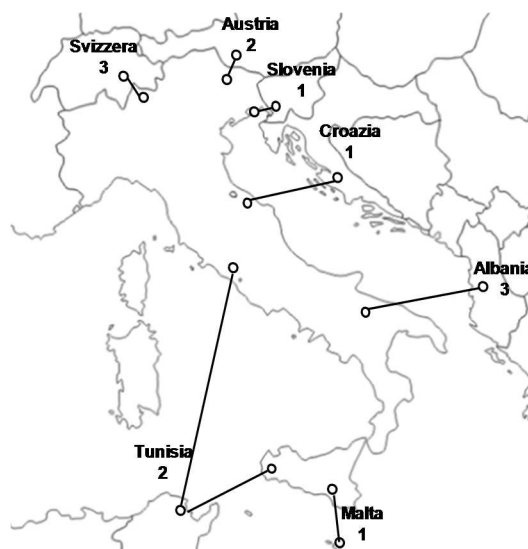 Austria
2
Svizzera
3
Slovenia
1
Croazia
1
Albania
3
Tunisia
2
Malta
1